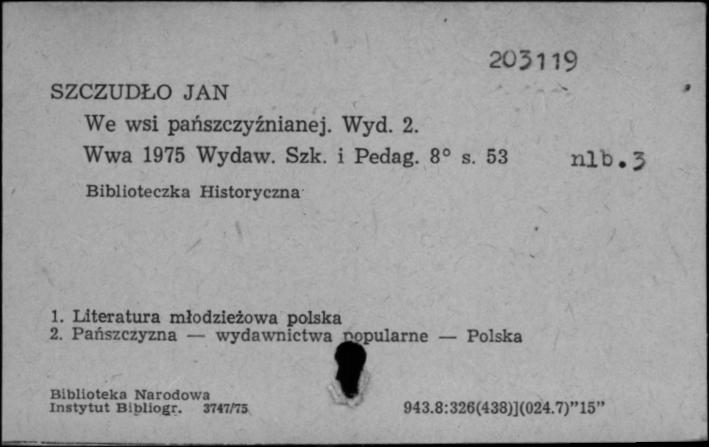 203119
SZCZUDŁO JAN
We wsi pańszczyźnianej. Wyd. 2.
Wwa 1975 Wydaw. Szk. i Pedag. 8° s. 53 nlb.3
Biblioteczka Historyczna
1. Literatura młodzieżowa polska
2. Pańszczyzna — wydawnictwa popularne — Polska
Biblioteka Narodowa
Instytut Bibliogr. 3747/75 943.8:326(438)](024.7)”15”